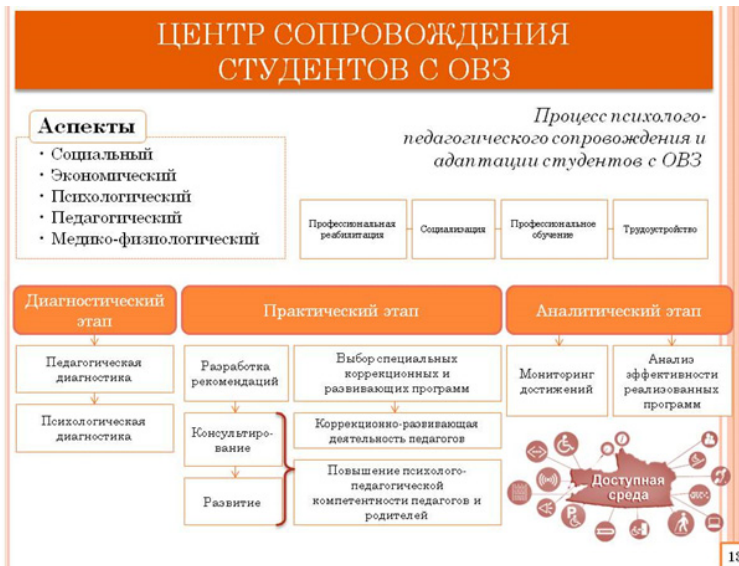 ЦЕНТР СОПРОВОЖДЕНИЯ
СТУДЕНТОВ С ОВЗ
Аспекты
· Социальный
· Экономический
· Психологический
· Педагогический
· Медико-физиологический
Процесс психолого-
педагогического сопровождения и
адаптации студентов с ОВЗ
Профессиональная
реабилитация
Социализация
Профессиональное
обучение
Трудоустройство
Диагностический
этап
Педагогическая
диагностика
Психологическая
диагностика
Практический этап
Разработка
рекомендаций
Консультиро-
вание
Развитие
Выбор специальных
коррекционных и
развивающих программ
Коррекционно-развивающая
деятельность педагогов
Повышение психолого-
педагогической
компетентности педагогов и
родителей
Аналитический этап
Мониторинг
достижений
Анализ
эффективности
реализованных
программ
Доступная
среда